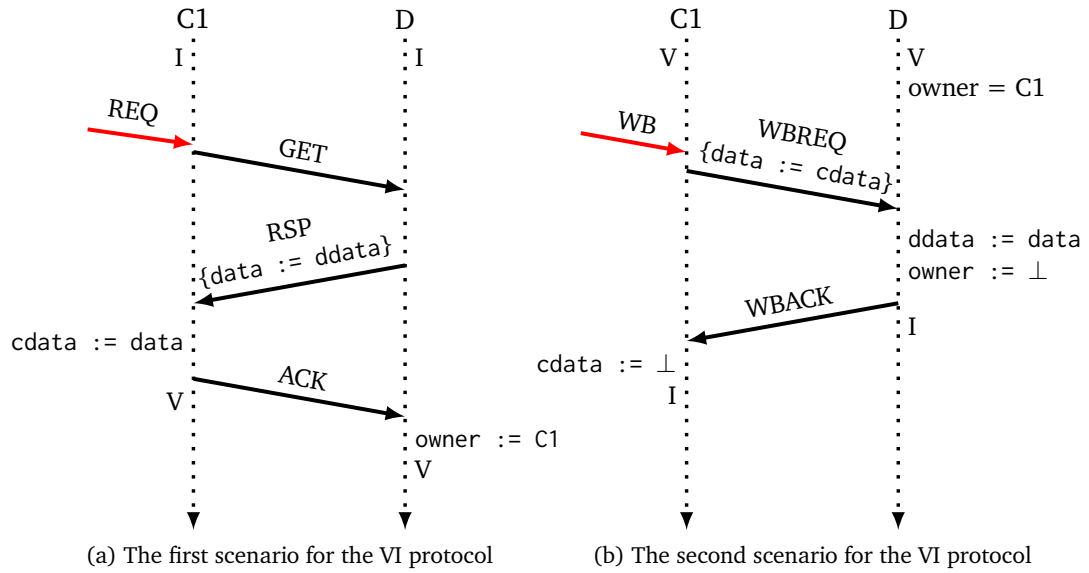 C1
D
I
I
REQ
GET
RSP
{data := ddata}
cdata := data
ACK
V
owner := C1
V
(a) The first scenario for the VI protocol
C1
D
V
V
owner = C1
WB
WBREQ
{data := cdata}
ddata := data
owner := ⊥
WBACK
I
cdata := ⊥
I
(b) The second scenario for the VI protocol